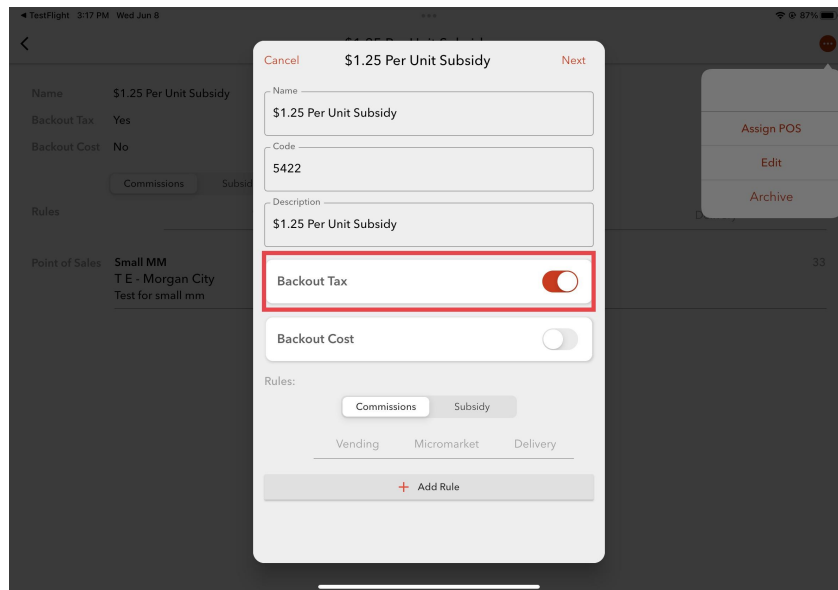 TestFlight 3:17 PM Wed Jun 8
87%
Cancel $1.25 Per Unit Subsidy Next
Name
$1.25 Per Unit Subsidy
Code
5422
Description
$1.25 Per Unit Subsidy
Backout Tax
Backout Cost
Rules:
Commissions Subsidy
Vending Micromarket Delivery
+ Add Rule
Name $1.25 Per Unit Subsidy
Backout Tax Yes
Backout Cost No
Commissions
Rules
Point of Sales Small MM
T E - Morgan City
Test for small mm
33
Assign POS
Edit
Archive